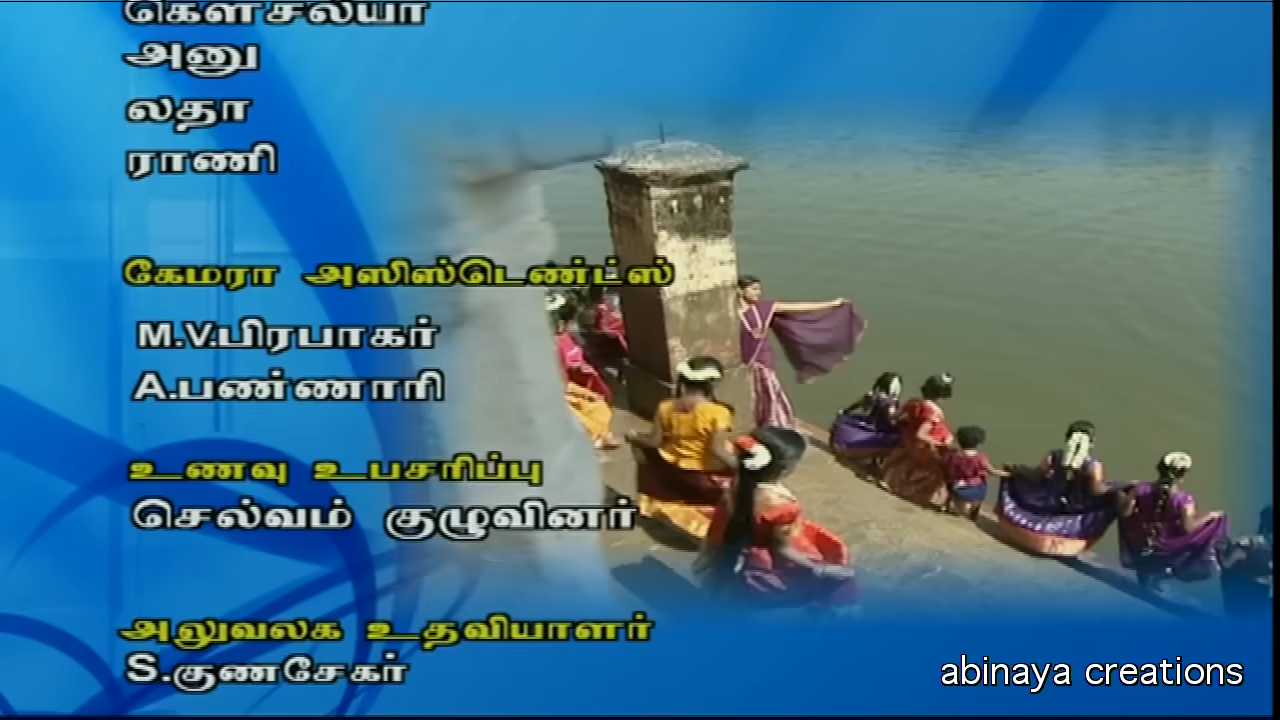 கௌசல்யா
அனு
லதா
ராணி
கேமரா அஸிஸ்டெண்ட்ஸ்
M.V.பிரபாகர்
A.பண்ணாரி
உணவு உபசரிப்பு
செல்வம் குழுவினர்
அலுவலக உதவியாளர்
S.குணசேகர்
abinaya creations